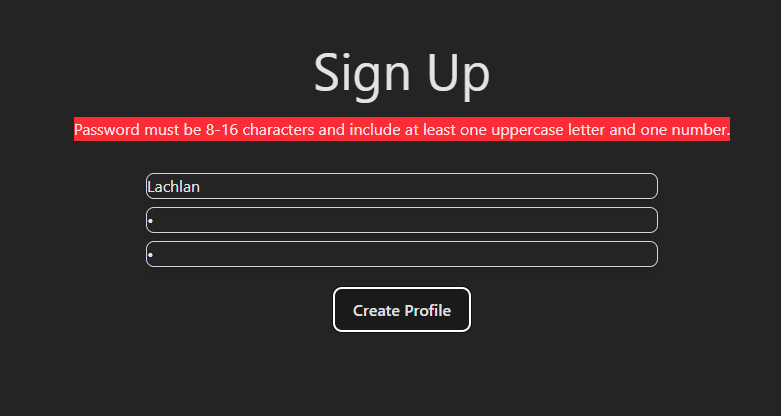 Sign Up
Password must be 8-16 characters and include at least one uppercase letter and one number.
Lachlan
•
•
Create Profile